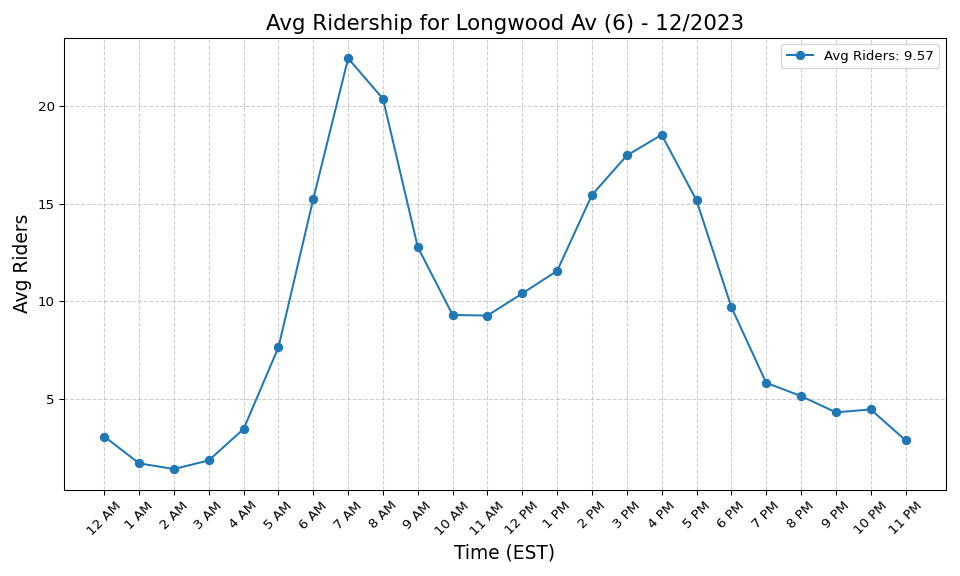 Avg Ridership for Longwood Av (6) - 12/2023
Avg Riders: 9.57
Avg Riders
20
15
10
5
12 AM
1 AM
2 AM
3 AM
4 AM
5 AM
6 AM
7 AM
8 AM
9 AM
10 AM
11 AM
12 PM
1 PM
2 PM
3 PM
4 PM
5 PM
6 PM
7 PM
8 PM
9 PM
10 PM
11 PM
Time (EST)